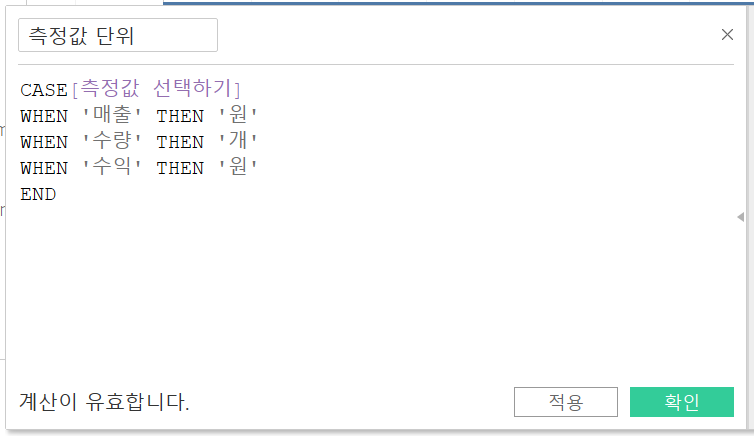 측정값 단위
CASE[측정값 선택하기]
WHEN '매출' THEN '원'
WHEN '수량' THEN '개'
WHEN '수익' THEN '원'
END
계산이 유효합니다.
적용
확인